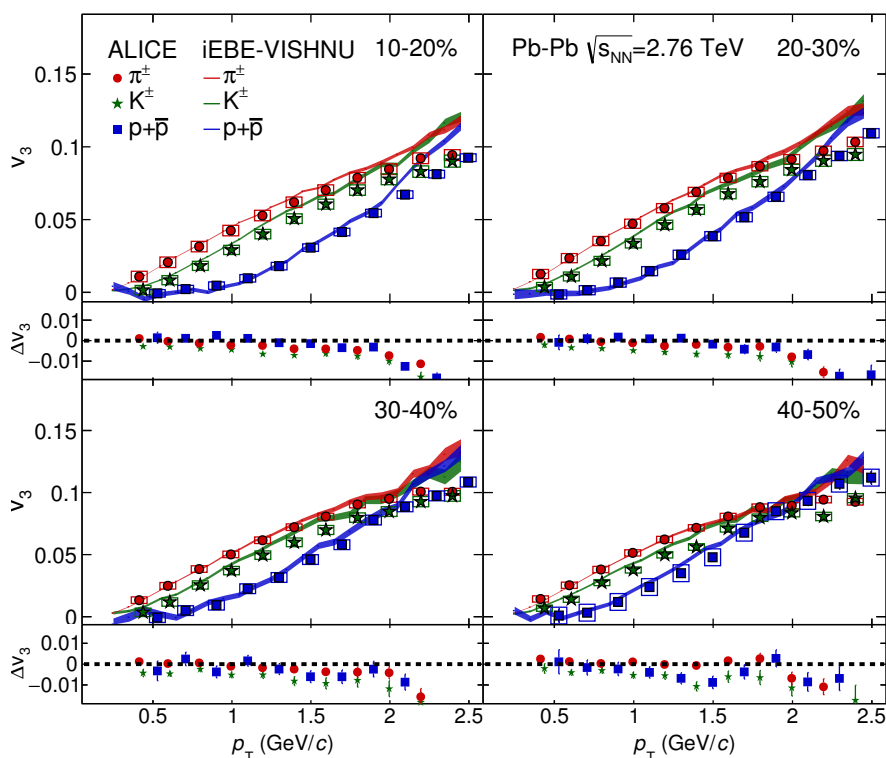 ALICE iEBE-VISHNU 10-20%
π± π±
K± K±
p+p̅ p+p̅
Pb-Pb √s_NN=2.76 TeV 20-30%
v₃
0.15
0.1
0.05
0
Δv₃
0.01
0
−0.01
30-40%
40-50%
v₃
0.15
0.1
0.05
0
Δv₃
0.01
0
−0.01
0.5 1 1.5 2 2.5
0.5 1 1.5 2 2.5
p_T (GeV/c)
p_T (GeV/c)